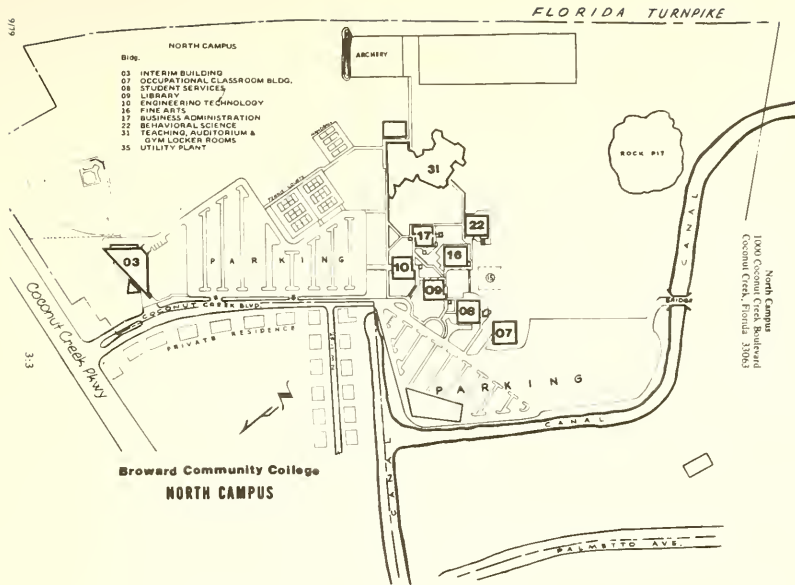 FLORIDA TURNPIKE
9/79
NORTH CAMPUS
Bldg.
03 INTERIM BUILDING
07 OCCUPATIONAL CLASSROOM BLDG.
08 STUDENT SERVICES
09 LIBRARY
10 ENGINEERING TECHNOLOGY
16 FINE ARTS
17 BUSINESS ADMINISTRATION
22 BEHAVIORAL SCIENCE
31 TEACHING, AUDITORIUM &
GYM LOCKER ROOMS
35 UTILITY PLANT
ARCHERY
TENNIS COURTS
31
ROCK PIT
22
17
16
03
10
09
08
07
PARKING
COCONUT CREEK BLVD.
PRIVATE RESIDENCE
Coconut Creek Pkwy
3:3
N
PARKING
CANAL
BRIDGE
CANAL
CANAL
PALMETTO AVE.
North Campus
1000 Coconut Creek Boulevard
Coconut Creek, Florida 33063
Broward Community College
NORTH CAMPUS